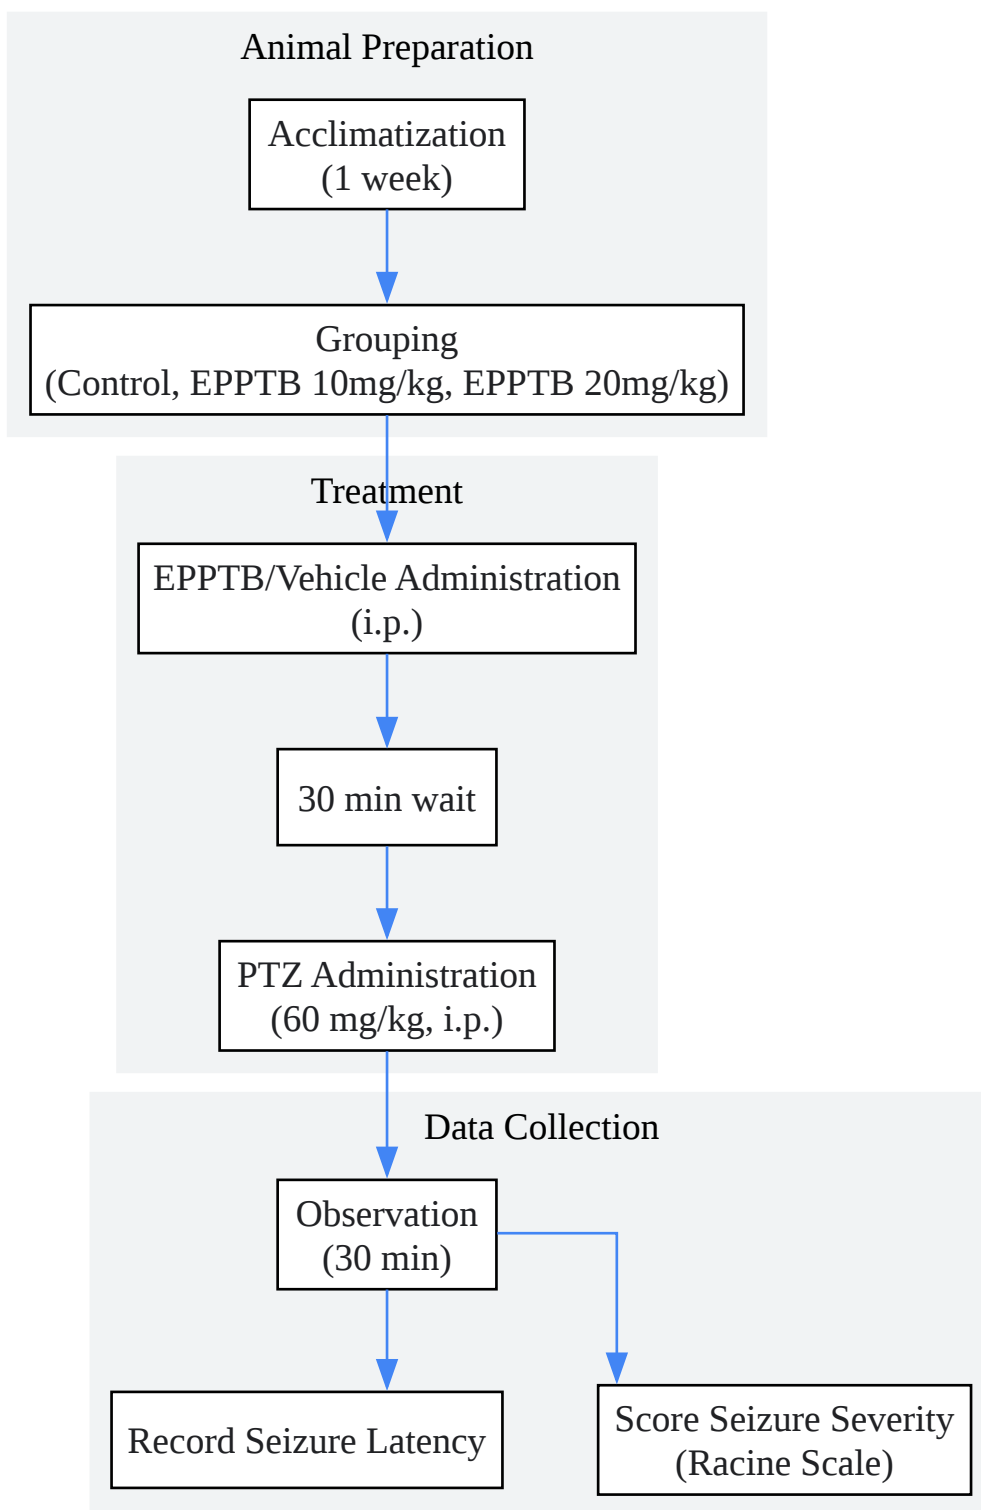 Animal Preparation
Acclimatization
(1 week)
Grouping
(Control, EPPTB 10mg/kg, EPPTB 20mg/kg)
Treatment
EPPTB/Vehicle Administration
(i.p.)
30 min wait
PTZ Administration
(60 mg/kg, i.p.)
Data Collection
Observation
(30 min)
Record Seizure Latency
Score Seizure Severity
(Racine Scale)